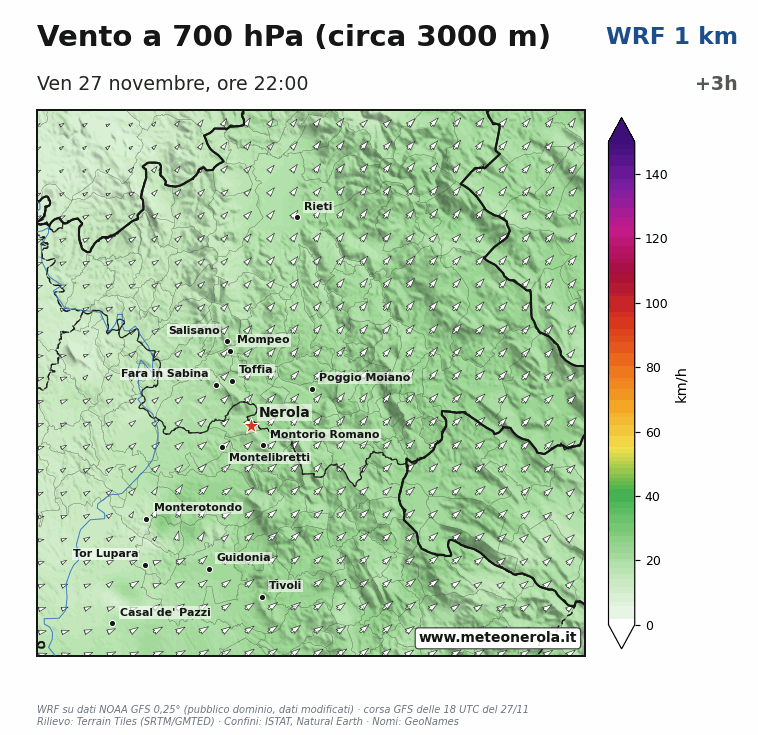 Vento a 700 hPa (circa 3000 m)
WRF 1 km
Ven 27 novembre, ore 22:00
+3h
Rieti
Salisano
Mompeo
Fara in Sabina
Toffia
Poggio Moiano
Nerola
Montorio Romano
Montelibretti
Monterotondo
Tor Lupara
Guidonia
Tivoli
Casal de' Pazzi
www.meteonerola.it
140
120
100
80
60
40
20
0
km/h
WRF su dati NOAA GFS 0,25° (pubblico dominio, dati modificati) · corsa GFS delle 18 UTC del 27/11
Rilievo: Terrain Tiles (SRTM/GMTED) · Confini: ISTAT, Natural Earth · Nomi: GeoNames